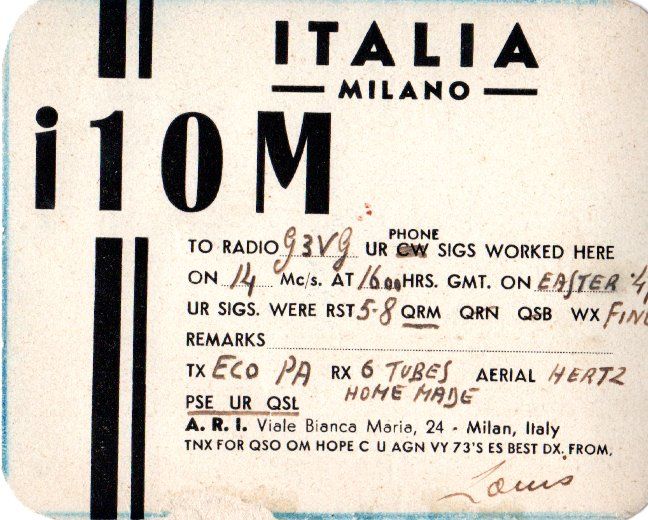 ITALIA
MILANO
i1OM
PHONE
TO RADIO G3VG UR CW SIGS WORKED HERE
ON 14 Mc/s. AT 16.00 HRS. GMT. ON EASTER
UR SIGS. WERE RST 5-8 QRM QRN QSB WX FINE
REMARKS
TX ECO PA RX 6 TUBES AERIAL HERTZ
HOME MADE
PSE UR QSL
A. R. I. Viale Bianca Maria, 24 - Milan, Italy
TNX FOR QSO OM HOPE C U AGN VY 73'S ES BEST DX. FROM,
Louis